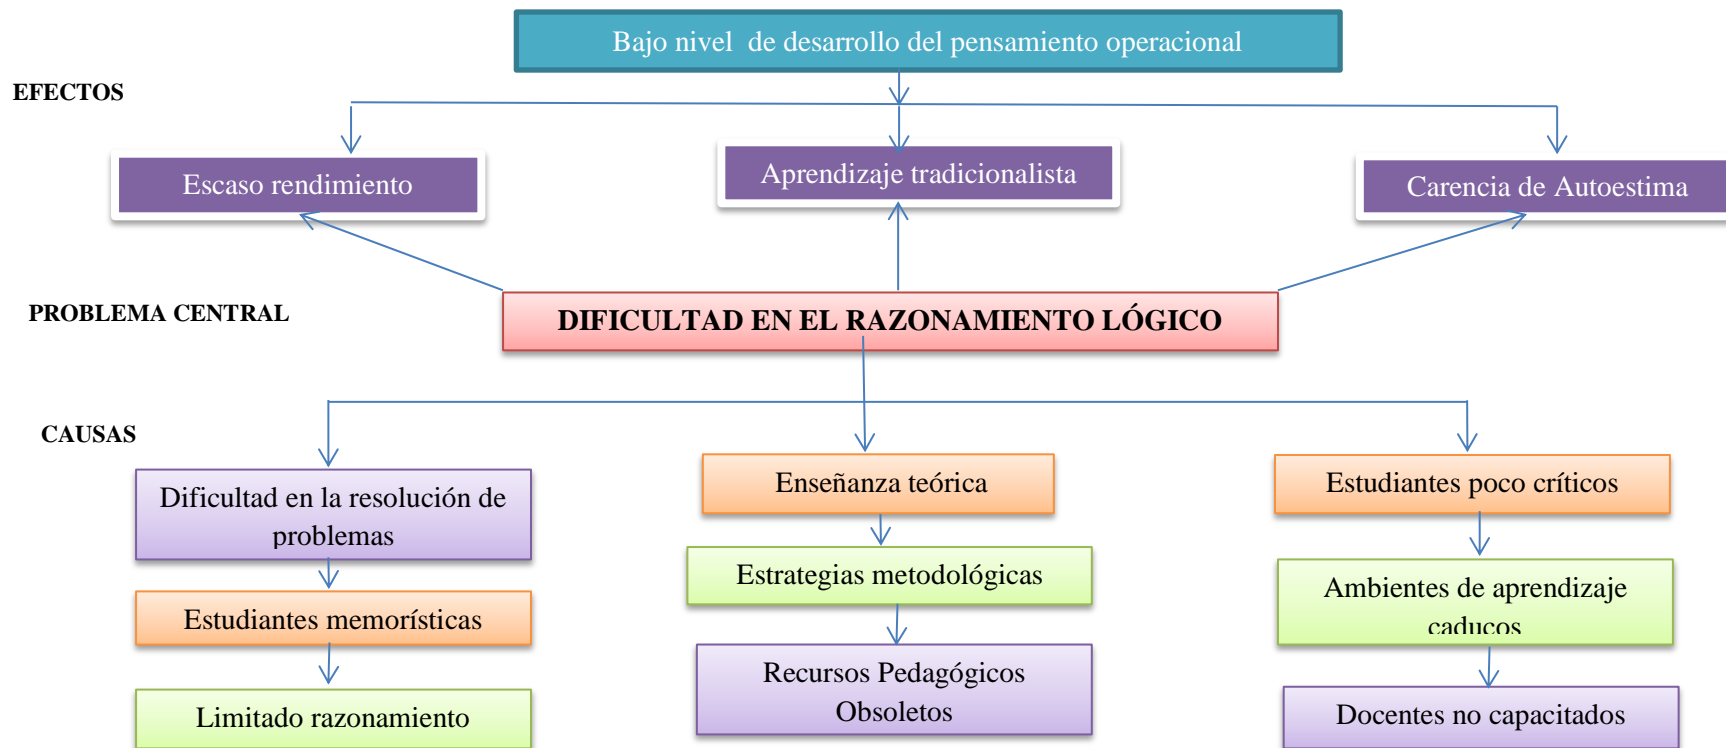 Bajo nivel  de desarrollo del pensamiento operacional
EFECTOS
Escaso rendimiento
Aprendizaje tradicionalista
Carencia de Autoestima
PROBLEMA CENTRAL
DIFICULTAD EN EL RAZONAMIENTO LÓGICO
CAUSAS
Dificultad en la resolución de
problemas
Estudiantes memorísticas
Limitado razonamiento
Enseñanza teórica
Estrategias metodológicas
Recursos Pedagógicos
Obsoletos
Estudiantes poco críticos
Ambientes de aprendizaje
caducos
Docentes no capacitados